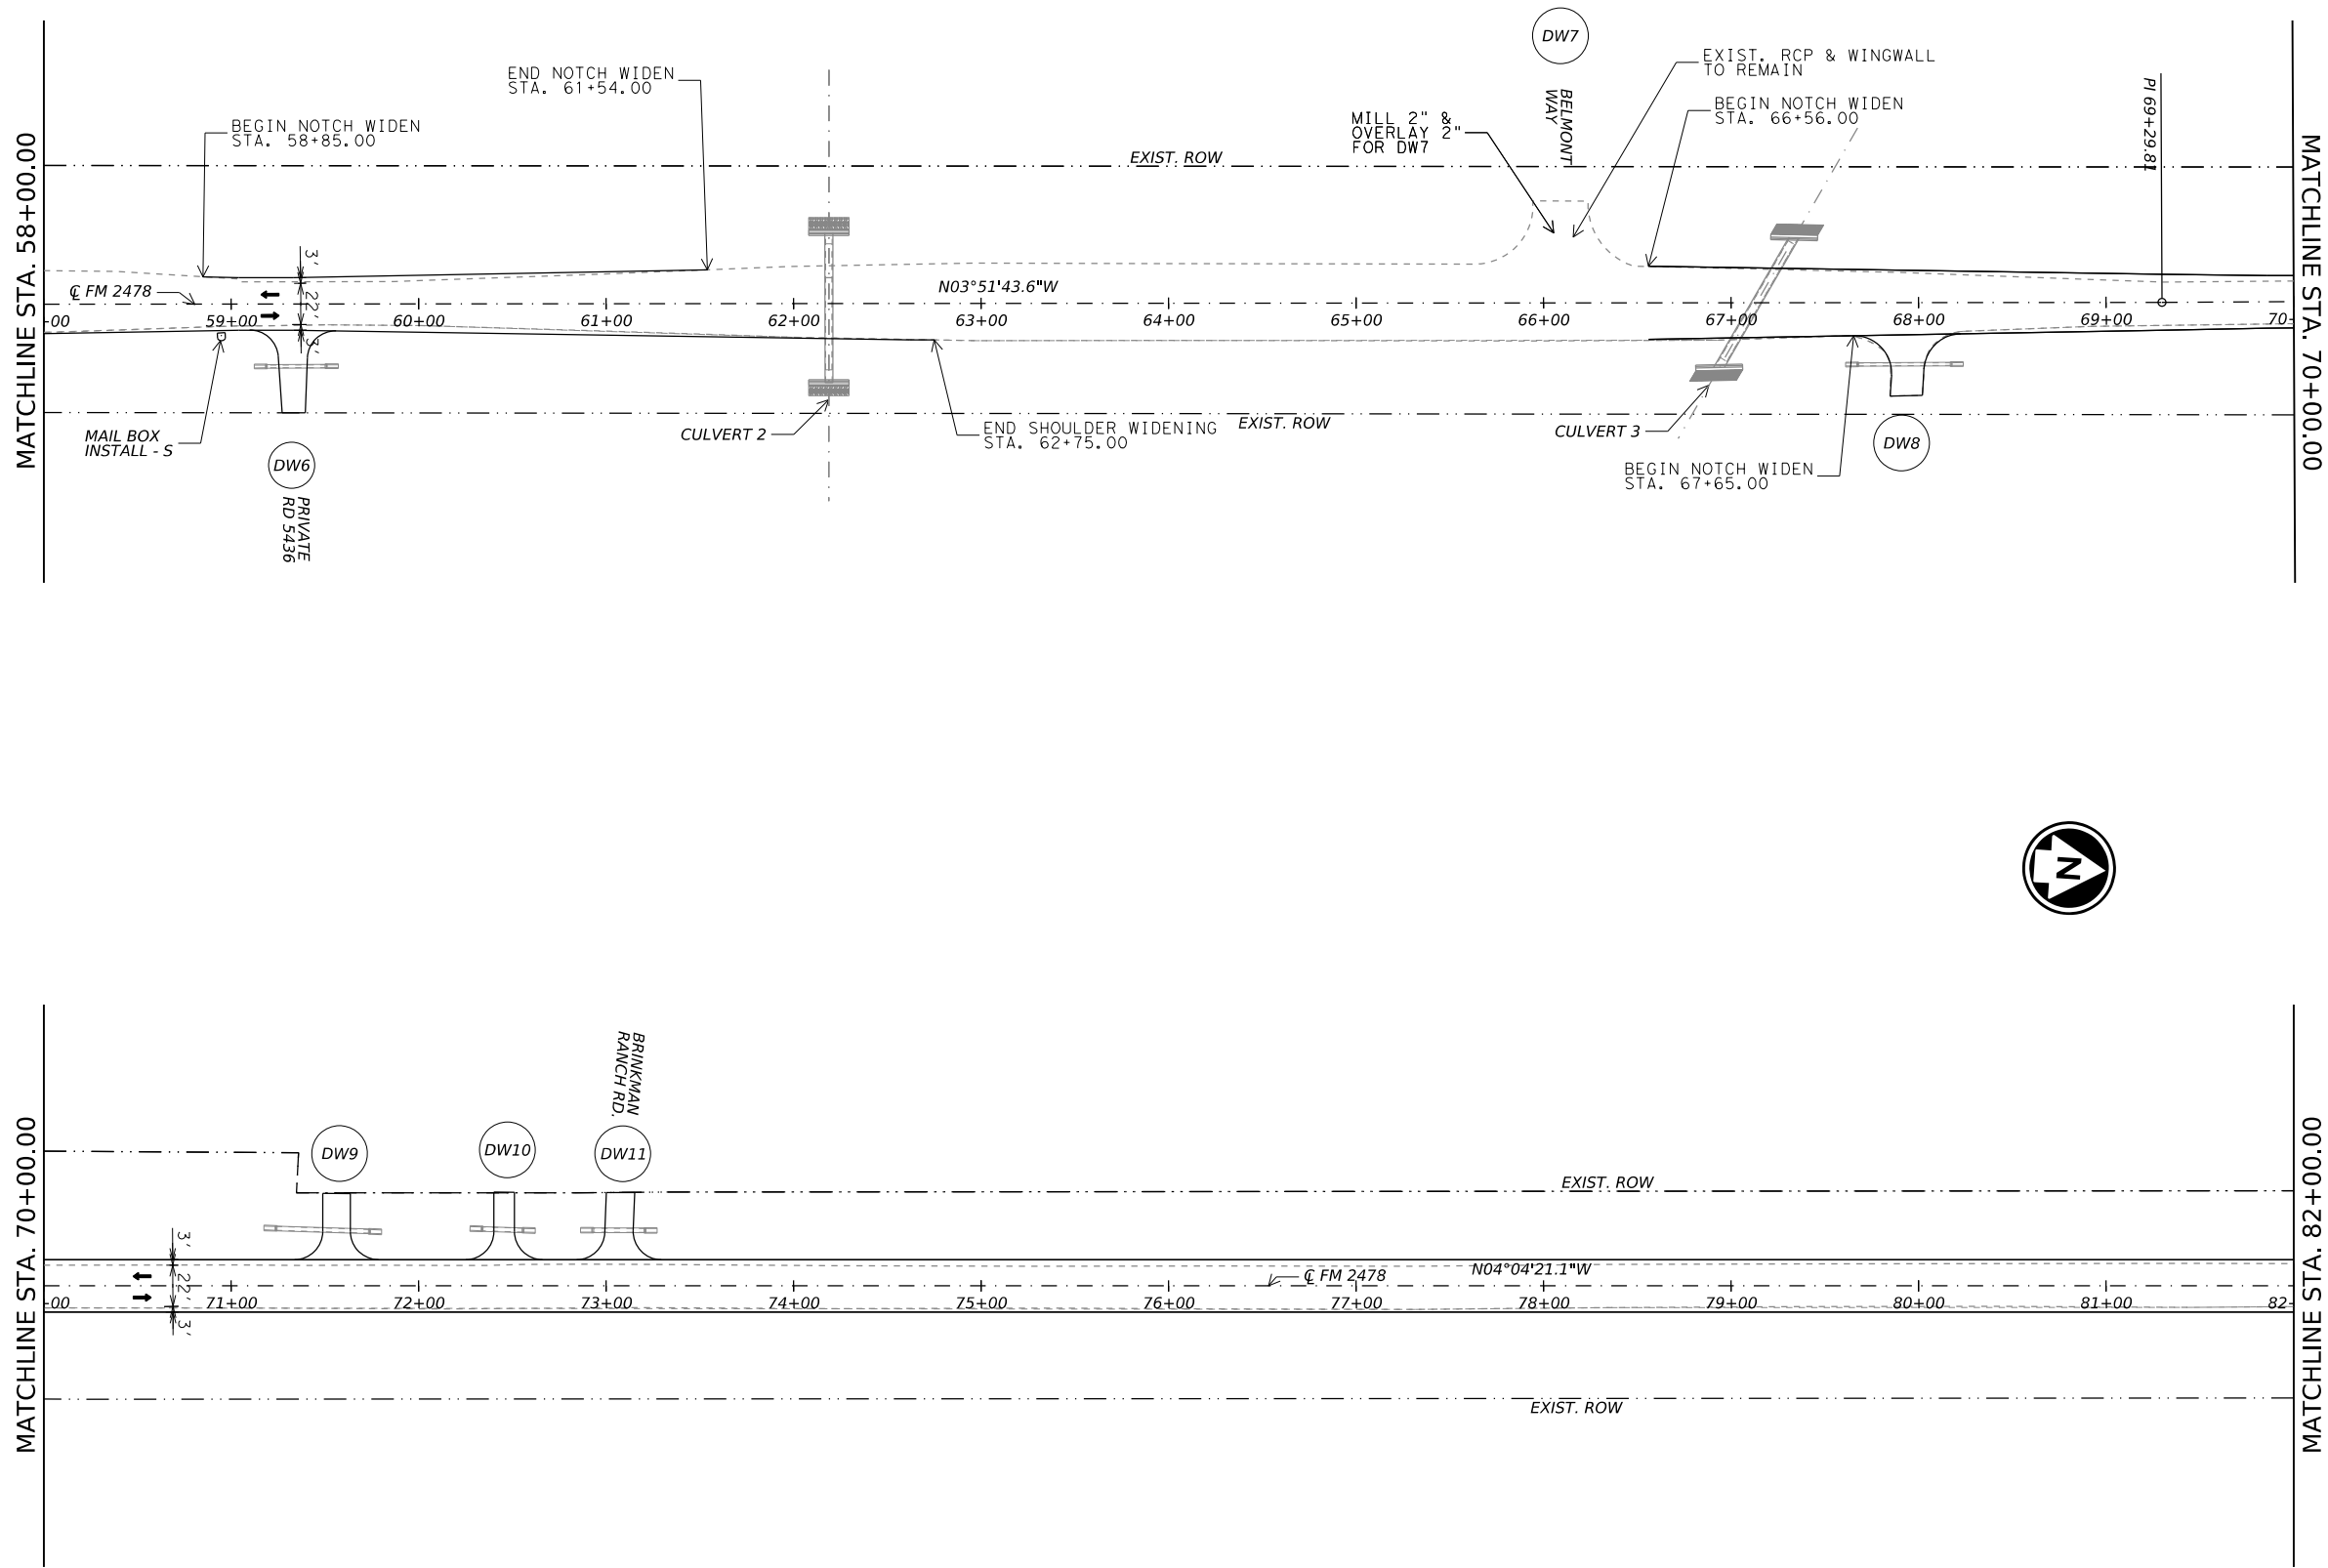 DW7
EXIST. RCP & WINGWALL
TO REMAIN
END NOTCH WIDEN
STA. 61+54.00
BEGIN NOTCH WIDEN
STA. 66+56.00
MILL 2" &
OVERLAY 2"
FOR DW7
BELMONT
WAY
PI 69+29.81
BEGIN NOTCH WIDEN
STA. 58+85.00
MATCHLINE STA. 58+00.00
EXIST. ROW
MATCHLINE STA. 70+00.00
3'
22'
3'
℄ FM 2478
N03°51'43.6"W
00 59+00 60+00 61+00 62+00 63+00 64+00 65+00 66+00 67+00 68+00 69+00 70
MAIL BOX
INSTALL - S
CULVERT 2
END SHOULDER WIDENING
STA. 62+75.00
EXIST. ROW
CULVERT 3
DW8
BEGIN NOTCH WIDEN
STA. 67+65.00
DW6
PRIVATE
RD 5436
N
BRINKMAN
RANCH RD.
DW9
DW10
DW11
MATCHLINE STA. 70+00.00
EXIST. ROW
MATCHLINE STA. 82+00.00
3'
22'
3'
℄ FM 2478
N04°04'21.1"W
00 71+00 72+00 73+00 74+00 75+00 76+00 77+00 78+00 79+00 80+00 81+00 82
EXIST. ROW